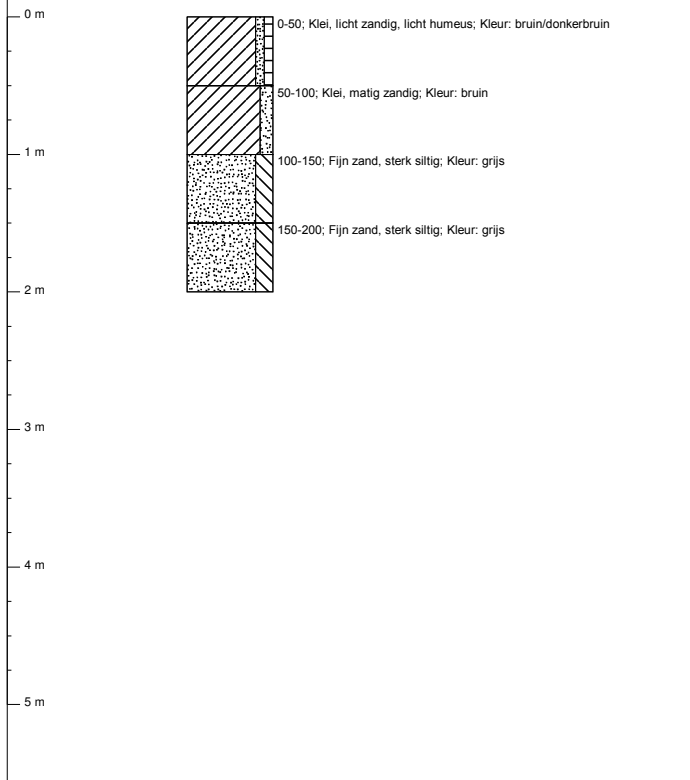 0 m
0-50; Klei, licht zandig, licht humeus; Kleur: bruin/donkerbruin
50-100; Klei, matig zandig; Kleur: bruin
1 m
100-150; Fijn zand, sterk siltig; Kleur: grijs
150-200; Fijn zand, sterk siltig; Kleur: grijs
2 m
3 m
4 m
5 m